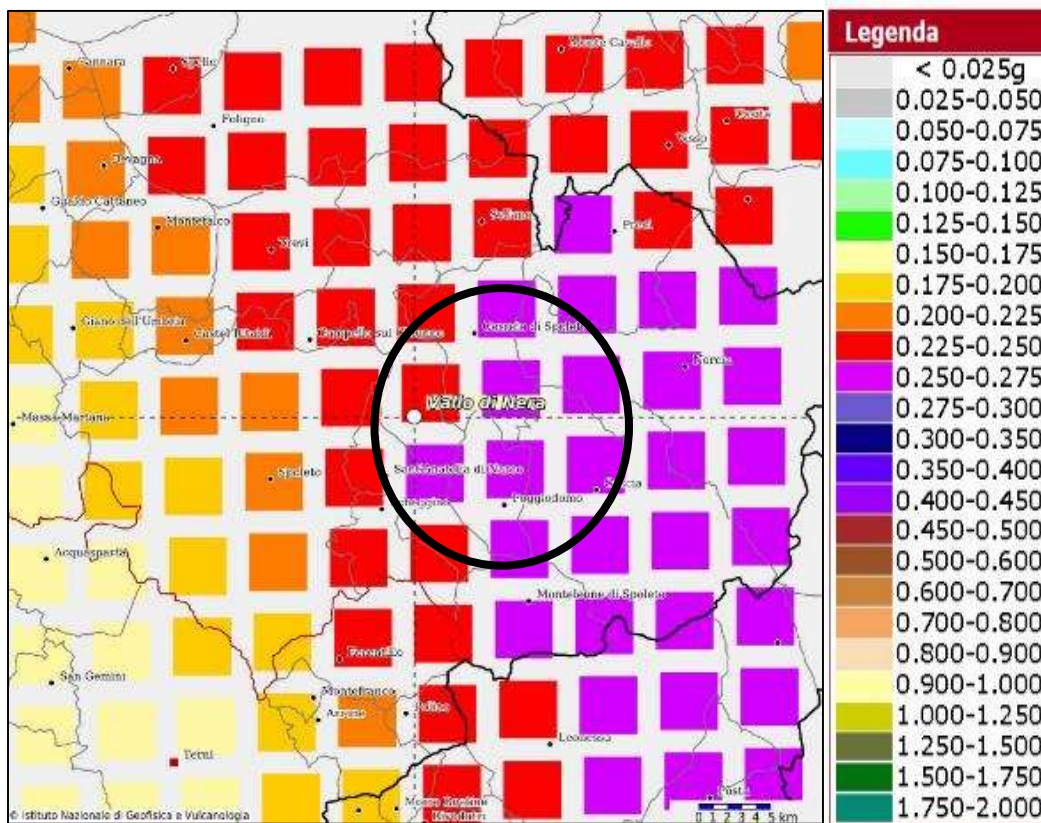 Monte Cavallo
Cannara
Spello
Foligno
Visso
Bevagna
Gualdo Cattaneo
Montefalco
Trevi
Sellano
Preci
Giano dell'Umbria
Castel Ritaldi
Campello sul Clitunno
Cerreto di Spoleto
Norcia
Massa Martana
Vallo di Nera
Spoleto
Sant'Anatolia di Narco
Cascia
Scheggino
Poggiodomo
Acquasparta
Monteleone di Spoleto
Ferentillo
San Gemini
Montefranco
Arrone
Polino
Leonessa
Terni
Posta
Morro Reatino
Rivodutri
0 1 2 3 4 5 km
© Istituto Nazionale di Geofisica e Vulcanologia
Legenda
< 0.025g
0.025-0.050
0.050-0.075
0.075-0.100
0.100-0.125
0.125-0.150
0.150-0.175
0.175-0.200
0.200-0.225
0.225-0.250
0.250-0.275
0.275-0.300
0.300-0.350
0.350-0.400
0.400-0.450
0.450-0.500
0.500-0.600
0.600-0.700
0.700-0.800
0.800-0.900
0.900-1.000
1.000-1.250
1.250-1.500
1.500-1.750
1.750-2.000